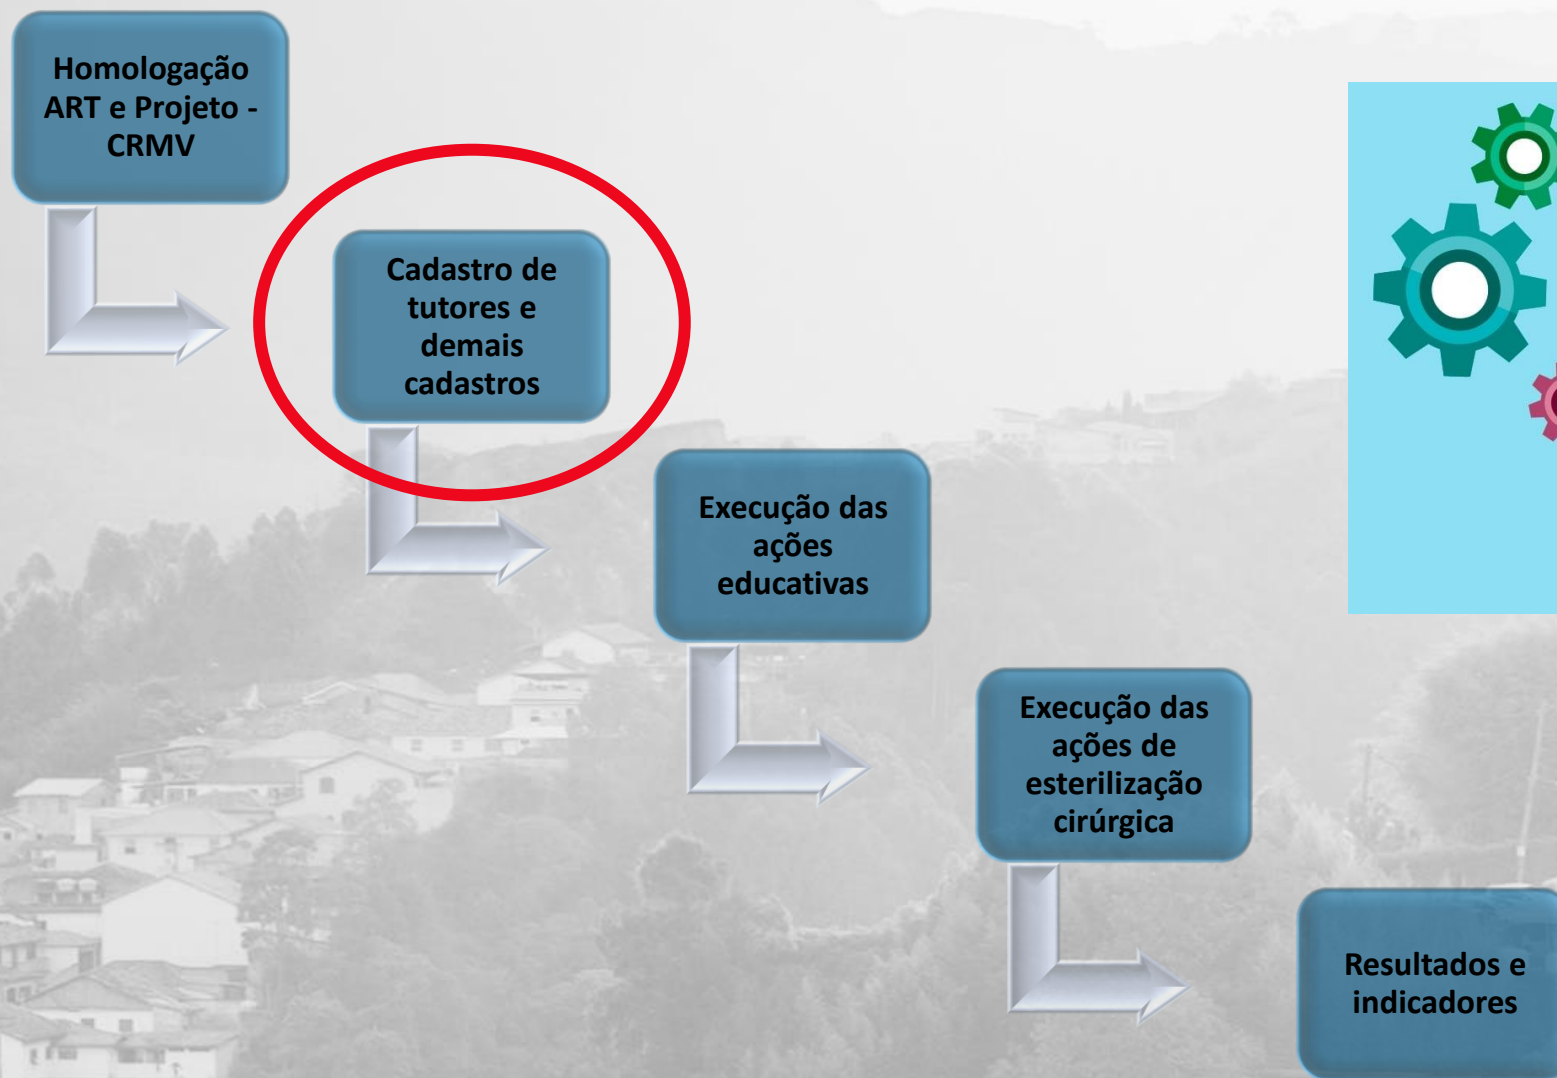 Homologação
ART e Projeto -
CRMV
Cadastro de
tutores e
demais
cadastros
Execução das
ações
educativas
Execução das
ações de
esterilização
cirúrgica
Resultados e
indicadores